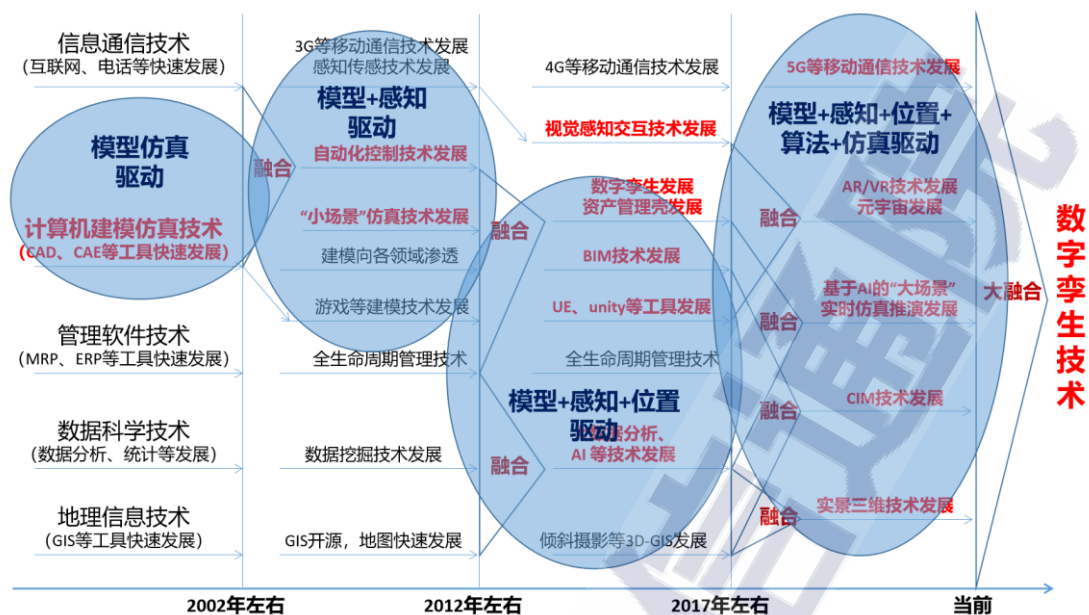 信息通信技术
(互联网、电话等快速发展)
模型仿真
驱动
计算机建模仿真技术
(CAD、CAE等工具快速发展)
管理软件技术
(MRP、ERP等工具快速发展)
数据科学技术
(数据分析、统计等发展)
地理信息技术
(GIS等工具快速发展)
融合
3G等移动通信技术发展
感知传感技术发展
模型+感知
驱动
自动化控制技术发展
“小场景”仿真技术发展
建模向各领域渗透
游戏等建模技术发展
全生命周期管理技术
数据挖掘技术发展
GIS开源，地图快速发展
融合
融合
4G等移动通信技术发展
视觉感知交互技术发展
数字孪生发展
资产管理壳发展
BIM技术发展
UE、unity等工具发展
全生命周期管理技术
模型+感知+位置
驱动
数据分析、
AI 等技术发展
倾斜摄影等3D-GIS发展
融合
融合
融合
融合
5G等移动通信技术发展
模型+感知+位置+
算法+仿真驱动
AR/VR技术发展
元宇宙发展
基于AI的“大场景”
实时仿真推演发展
CIM技术发展
实景三维技术发展
大融合
数字孪生技术
2002年左右
2012年左右
2017年左右
当前